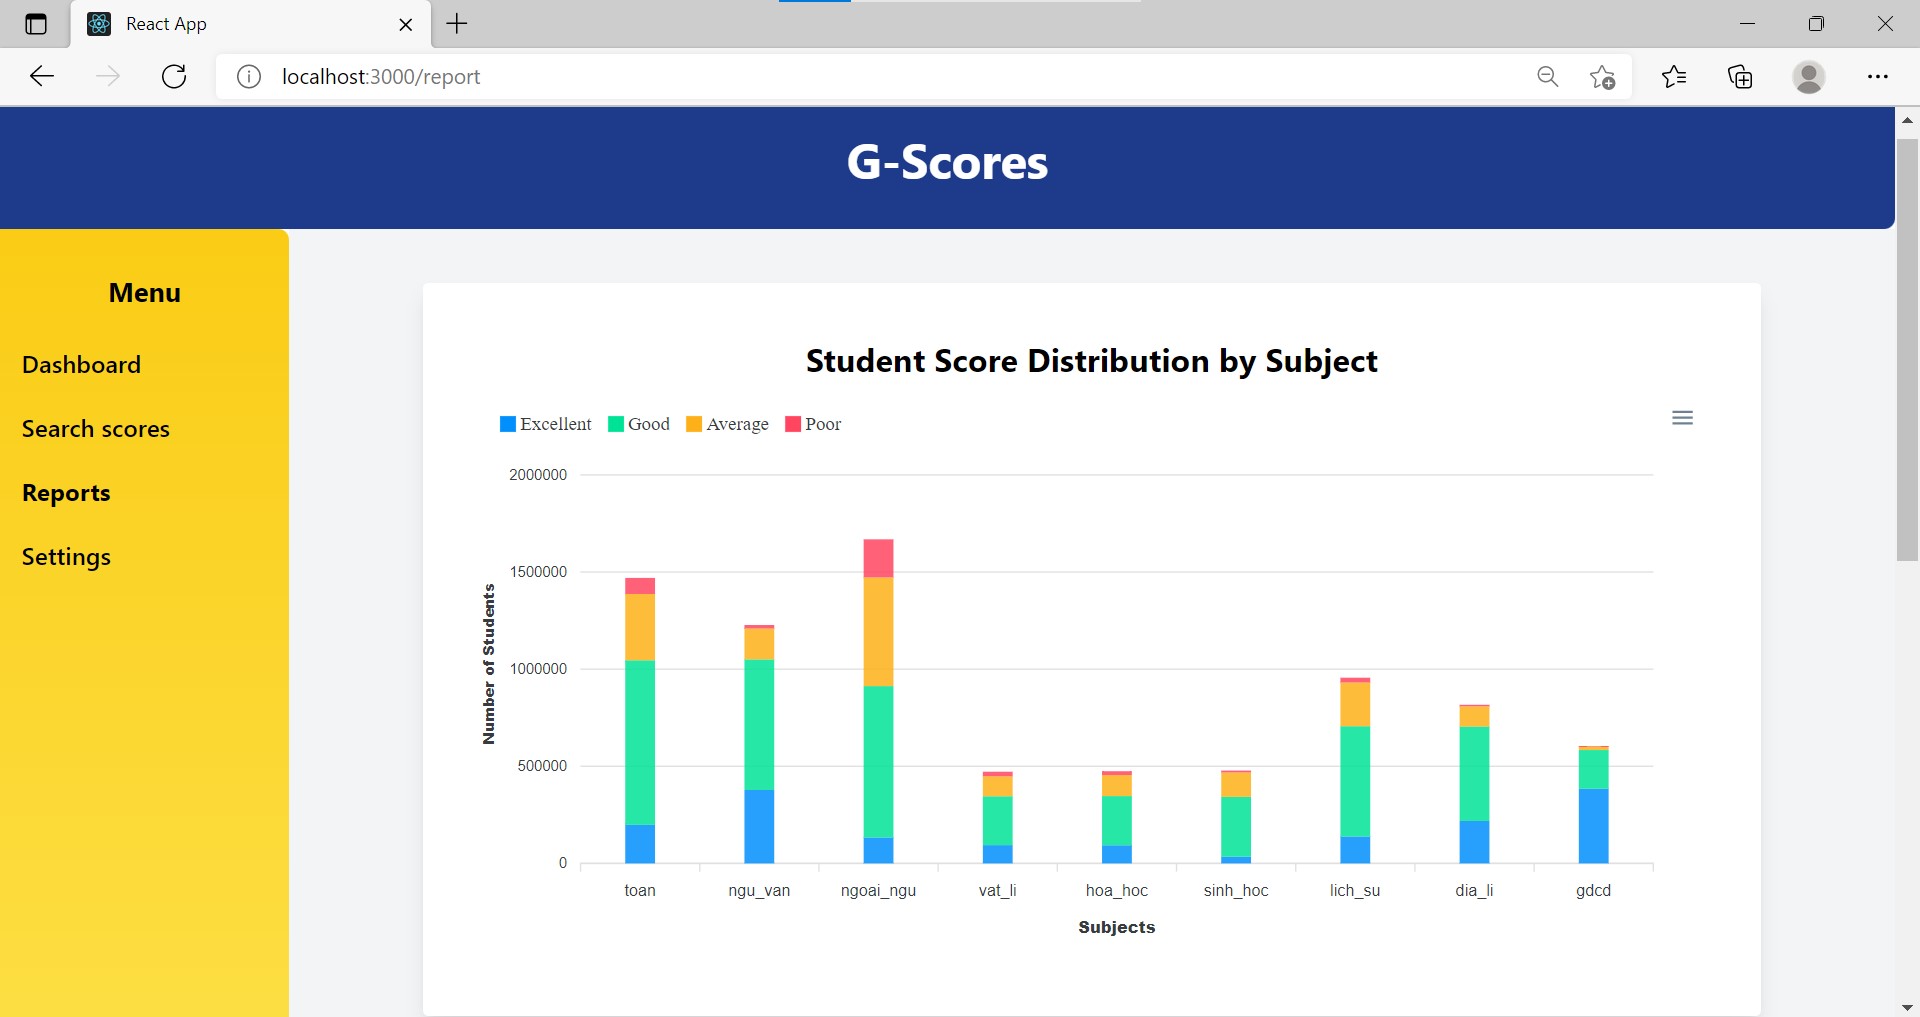 React App
localhost:3000/report
G-Scores
Menu
Dashboard
Search scores
Reports
Settings
Student Score Distribution by Subject
Excellent Good Average Poor
Number of Students
2000000
1500000
1000000
500000
0
toan ngu_van ngoai_ngu vat_li hoa_hoc sinh_hoc lich_su dia_li gdcd
Subjects